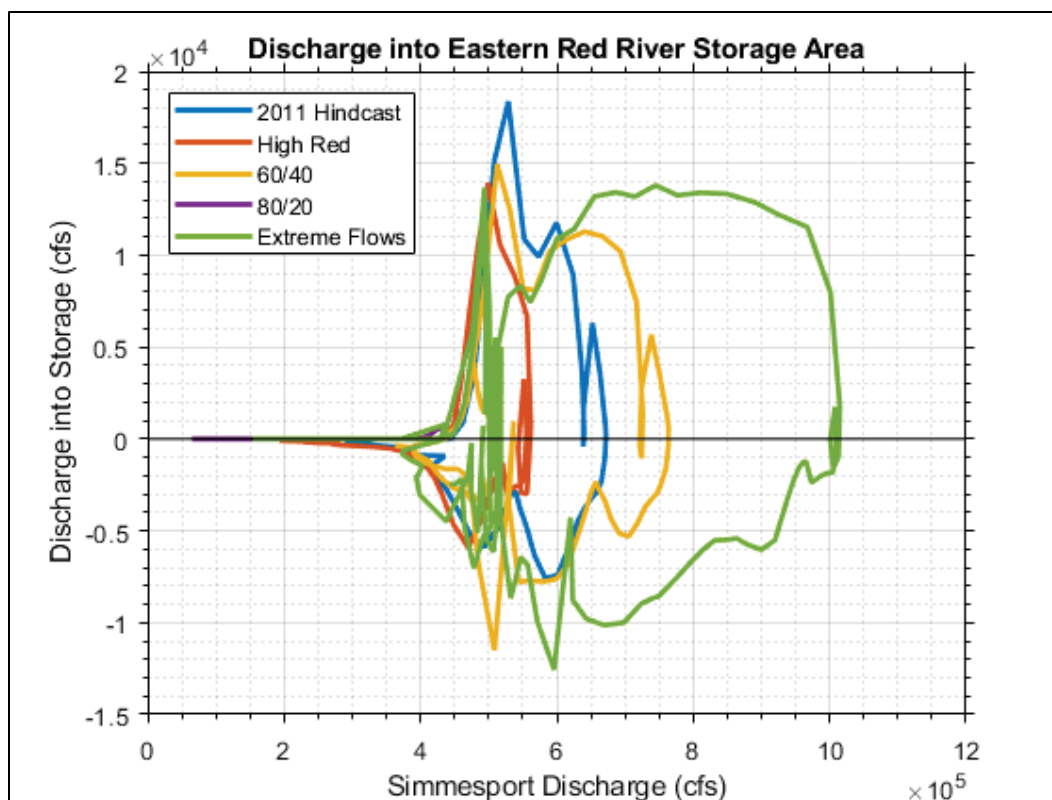 Discharge into Eastern Red River Storage Area
×10^4
2
1.5
1
0.5
0
-0.5
-1
-1.5
Discharge into Storage (cfs)
2011 Hindcast
High Red
60/40
80/20
Extreme Flows
0 2 4 6 8 10 12
Simmesport Discharge (cfs)
×10^5